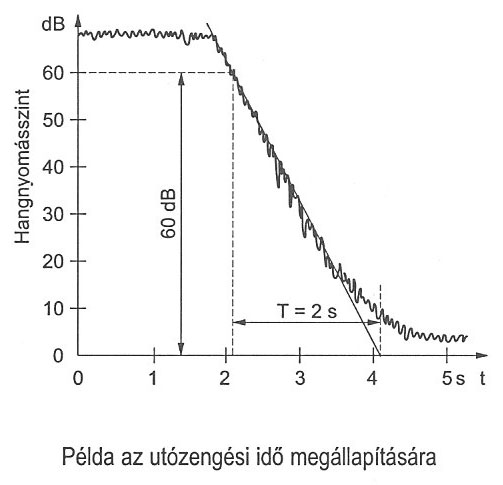 dB
60
50
40
30
20
10
0
Hangnyomásszint
60 dB
T = 2 s
0 1 2 3 4 5 s t
Példa az utózengési idő megállapítására